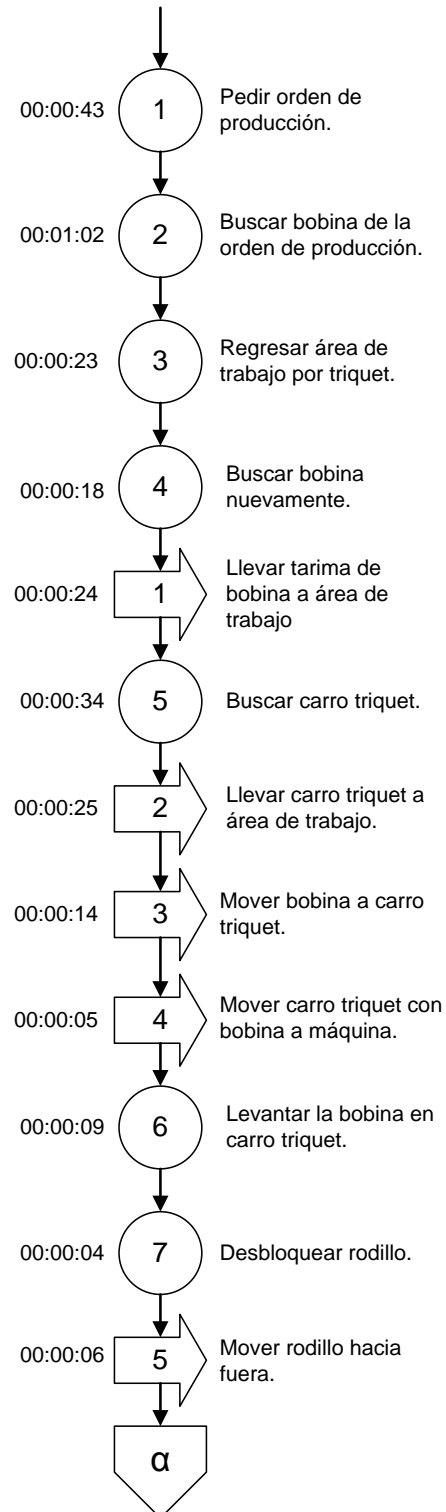 00:00:43
1
Pedir orden de
producción.
00:01:02
2
Buscar bobina de la
orden de producción.
00:00:23
3
Regresar área de
trabajo por triquet.
00:00:18
4
Buscar bobina
nuevamente.
00:00:24
1
Llevar tarima de
bobina a área de
trabajo
00:00:34
5
Buscar carro triquet.
00:00:25
2
Llevar carro triquet a
área de trabajo.
00:00:14
3
Mover bobina a carro
triquet.
00:00:05
4
Mover carro triquet con
bobina a máquina.
00:00:09
6
Levantar la bobina en
carro triquet.
00:00:04
7
Desbloquear rodillo.
00:00:06
5
Mover rodillo hacia
fuera.
α